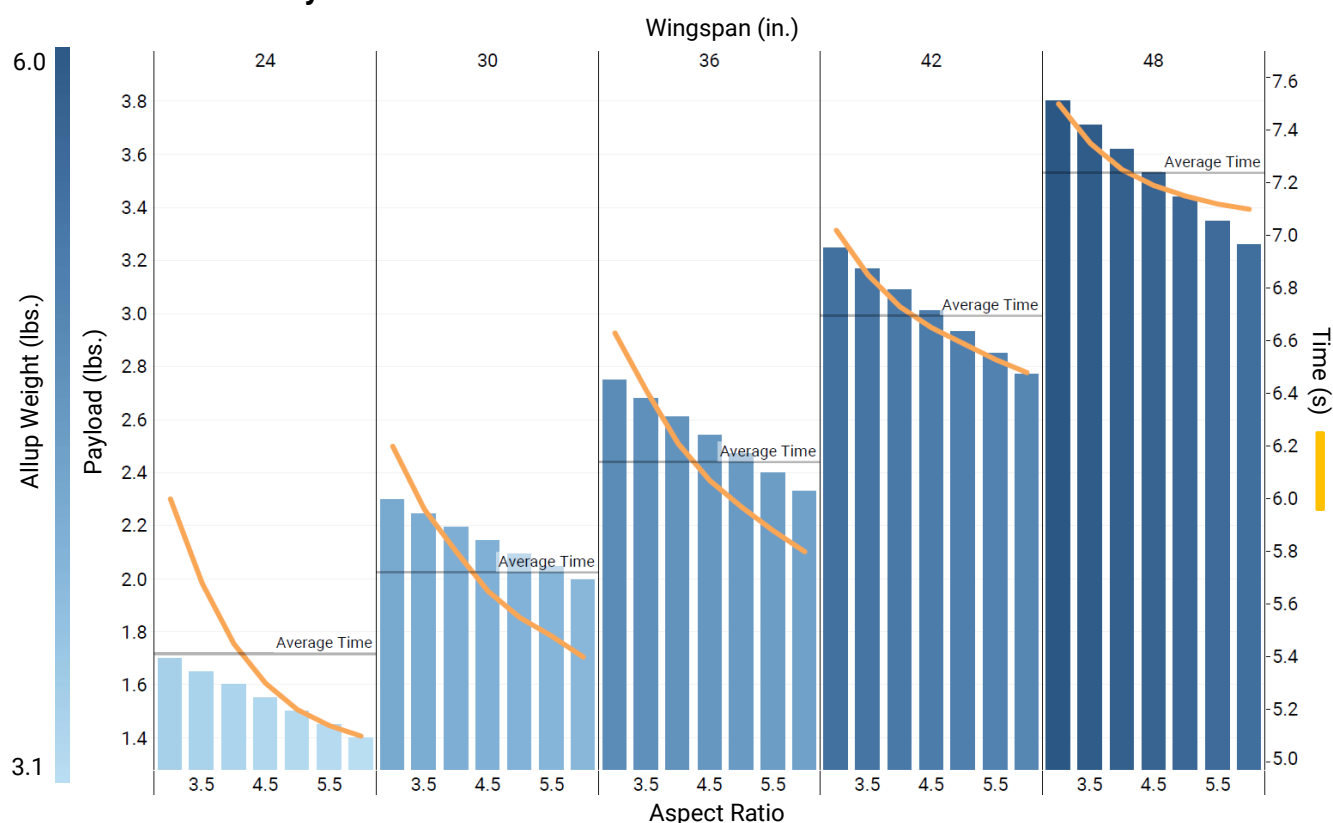 Wingspan (in.)
24 30 36 42 48
6.0
3.1
Allup Weight (lbs.)
Payload (lbs.)
3.8
3.6
3.4
3.2
3.0
2.8
2.6
2.4
2.2
2.0
1.8
1.6
1.4
Average Time
Average Time
Average Time
Average Time
Average Time
7.6
7.4
7.2
7.0
6.8
6.6
6.4
6.2
6.0
5.8
5.6
5.4
5.2
5.0
Time (s)
3.5 4.5 5.5 3.5 4.5 5.5 3.5 4.5 5.5 3.5 4.5 5.5 3.5 4.5 5.5
Aspect Ratio